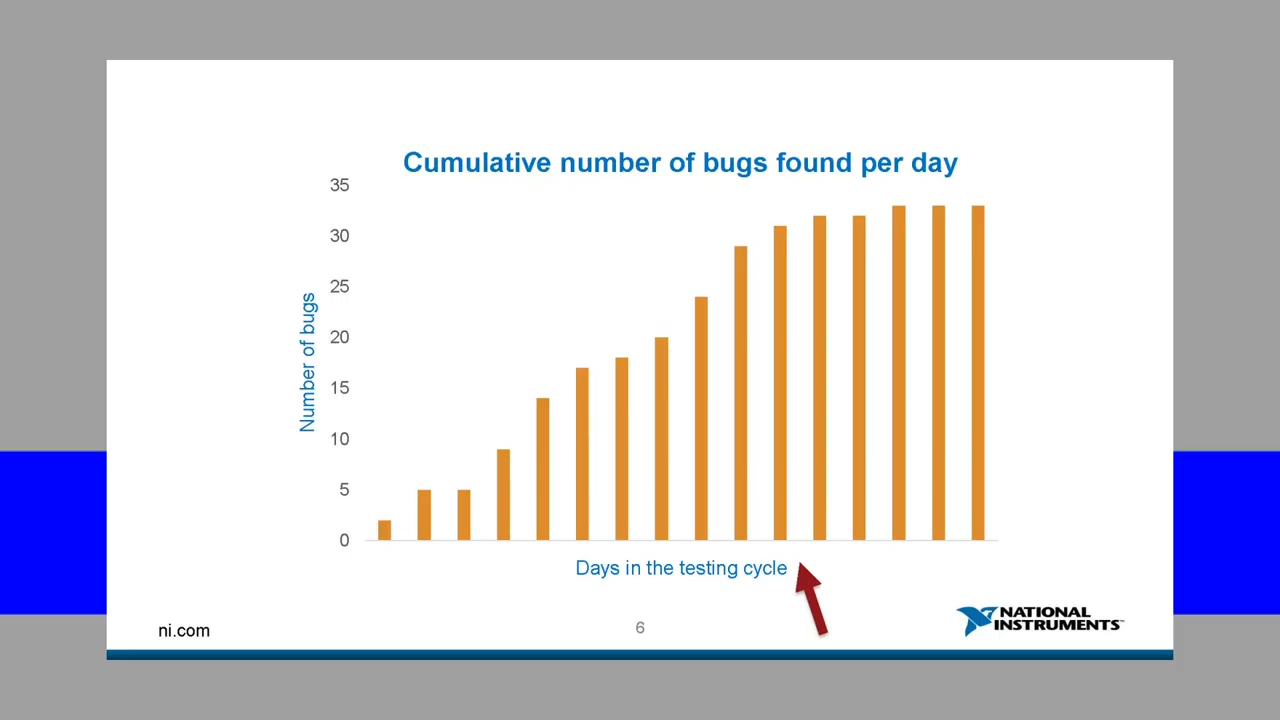 Cumulative number of bugs found per day
35
30
25
20
15
10
5
0
Number of bugs
Days in the testing cycle
ni.com
6
NATIONAL
INSTRUMENTS™